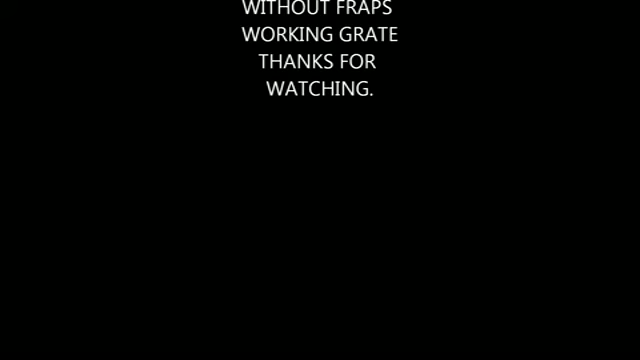 WITHOUT FRAPS
WORKING GRATE
THANKS FOR
WATCHING.